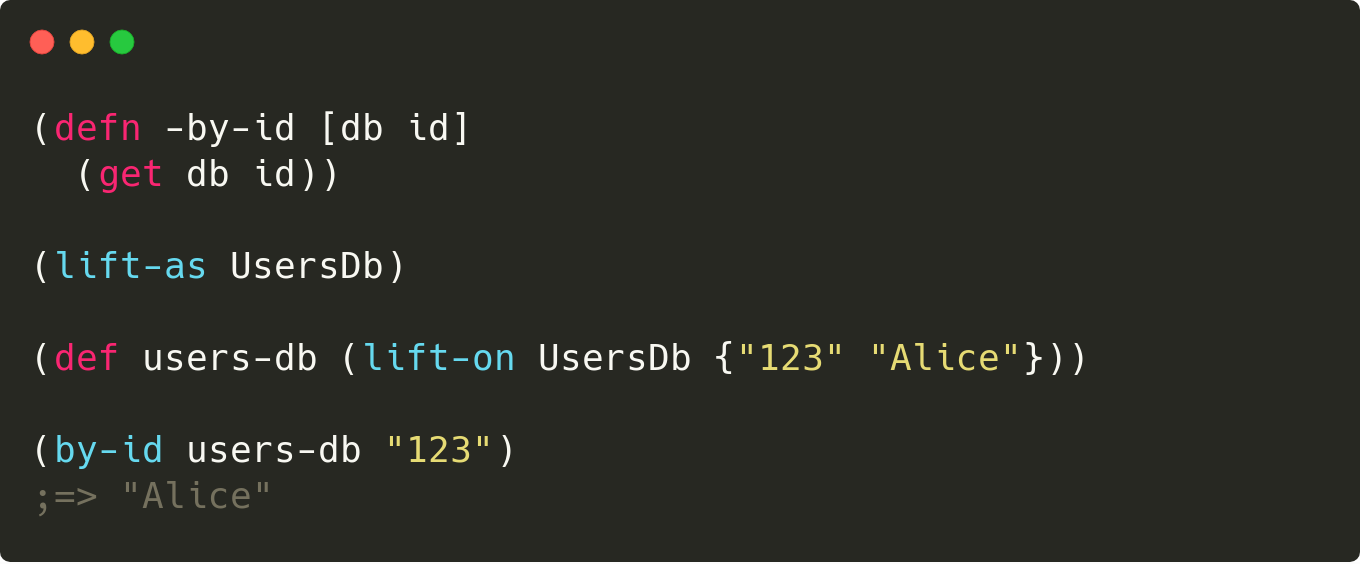 (defn -by-id [db id]
  (get db id))
(lift-as UsersDb)
(def users-db (lift-on UsersDb {"123" "Alice"}))
(by-id users-db "123")
;=> "Alice"